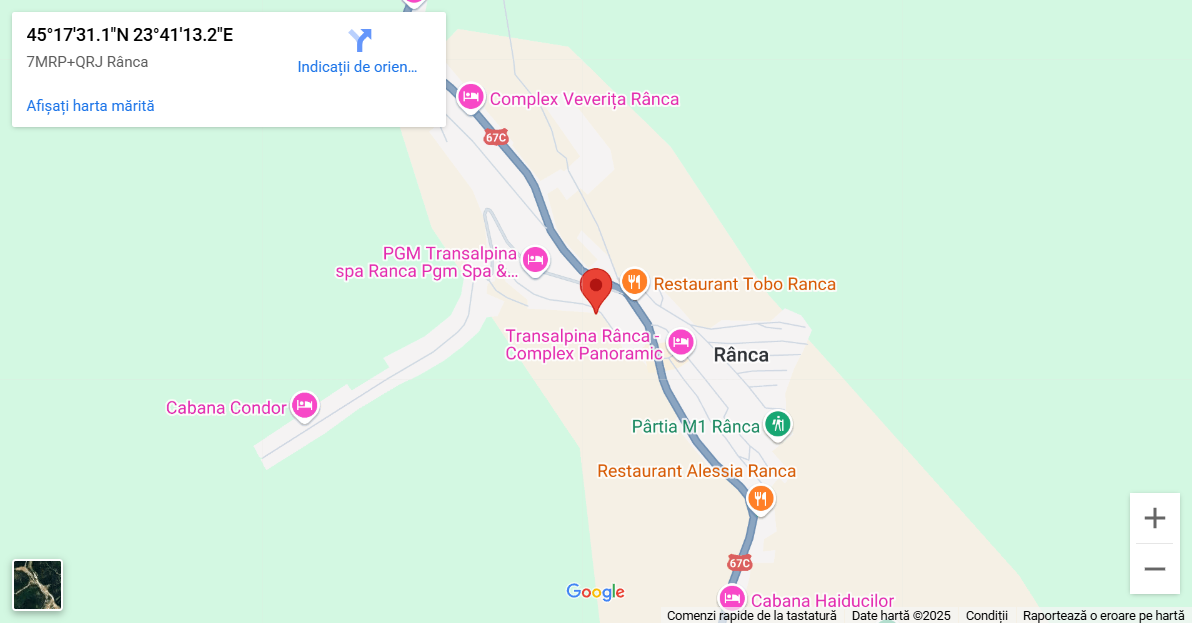 45°17'31.1"N 23°41'13.2"E
7MRP+QRJ Rânca
Indicații de orien...
Afișați harta mărită
Complex Veverița Rânca
67C
PGM Transalpina
spa Ranca Pgm Spa &...
Restaurant Tobo Ranca
Transalpina Rânca -
Complex Panoramic
Rânca
Cabana Condor
Pârtia M1 Rânca
Restaurant Alessia Ranca
67C
Google
Cabana Haiducilor
Comenzi rapide de la tastatură
Date hartă ©2025
Condiții
Raportează o eroare pe hartă